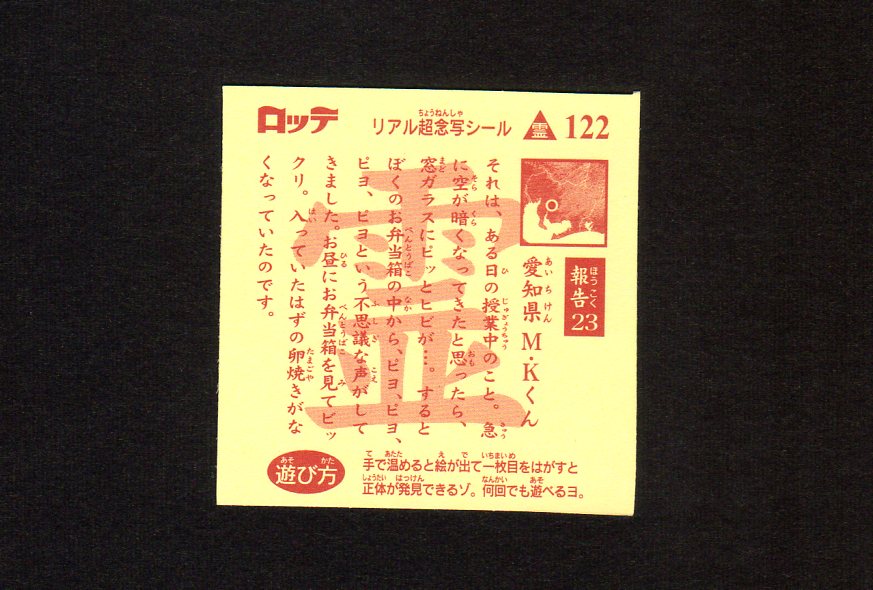 ロッテ
リアル超念写シール
霊
122
報告23
愛知県 M・Kくん
それは、ある日の授業中のこと。急
に空が暗くなってきたと思ったら、
窓ガラスにピッとヒビが…。すると
ぼくのお弁当箱の中から、ピヨ、ピヨ、
ピヨ、ピヨという不思議な声がして
きました。お昼にお弁当箱を見てビッ
クリ。入っていたはずの卵焼きがな
くなっていたのです。
霊
遊び方
手で温めると絵が出て一枚目をはがすと
正体が発見できるゾ。何回でも遊べるヨ。